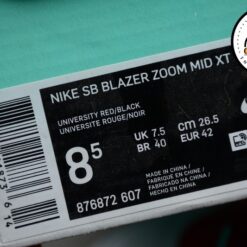 NIKE SB BLAZER ZOOM MID XT
UNIVERSITY RED/BLACK
UNIVERSITE ROUGE/NOIR
8 5
UK 7.5
BR 40
CM 26.5
EUR 42
876872 607
MADE IN CHINA /
FABRIQUE EN CHINE /
FABRICADO EN CHINA /
HECHO EN CHINA